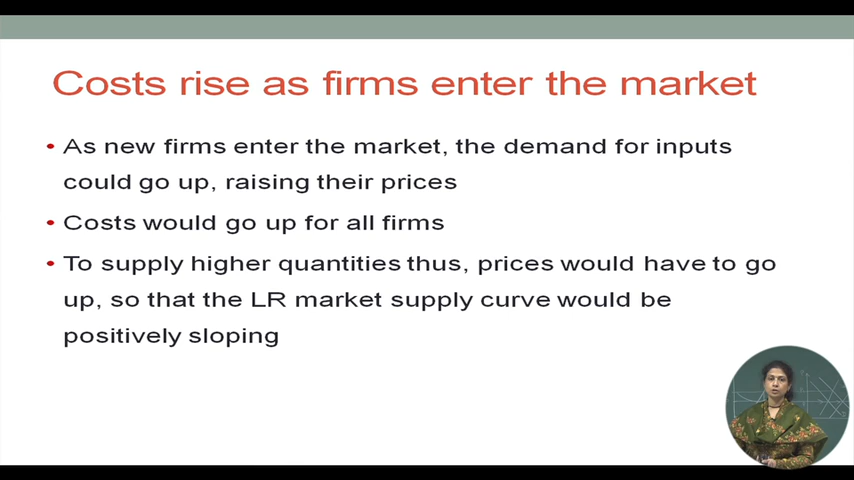 Costs rise as firms enter the market
• As new firms enter the market, the demand for inputs
could go up, raising their prices
• Costs would go up for all firms
• To supply higher quantities thus, prices would have to go
up, so that the LR market supply curve would be
positively sloping